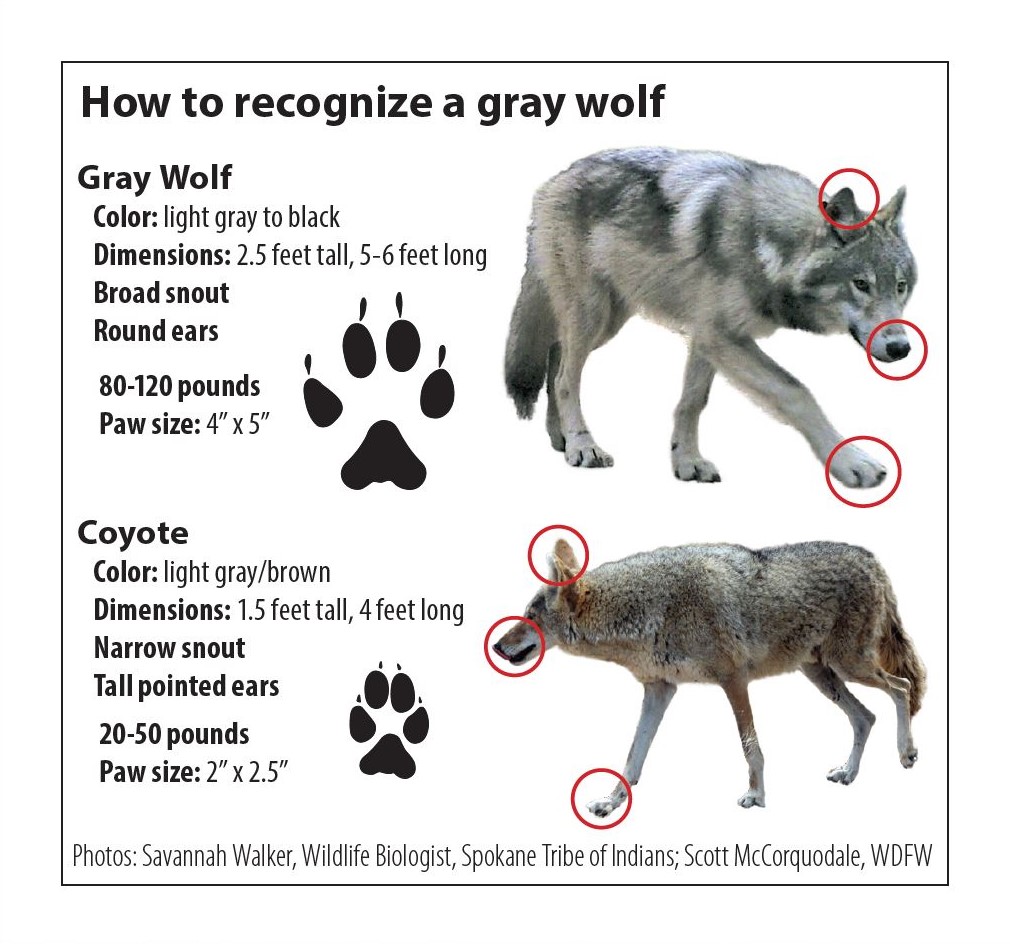 How to recognize a gray wolf
Gray Wolf
Color: light gray to black
Dimensions: 2.5 feet tall, 5-6 feet long
Broad snout
Round ears
80-120 pounds
Paw size: 4” x 5”
Coyote
Color: light gray/brown
Dimensions: 1.5 feet tall, 4 feet long
Narrow snout
Tall pointed ears
20-50 pounds
Paw size: 2” x 2.5”
Photos: Savannah Walker, Wildlife Biologist, Spokane Tribe of Indians; Scott McCorquodale, WDFW